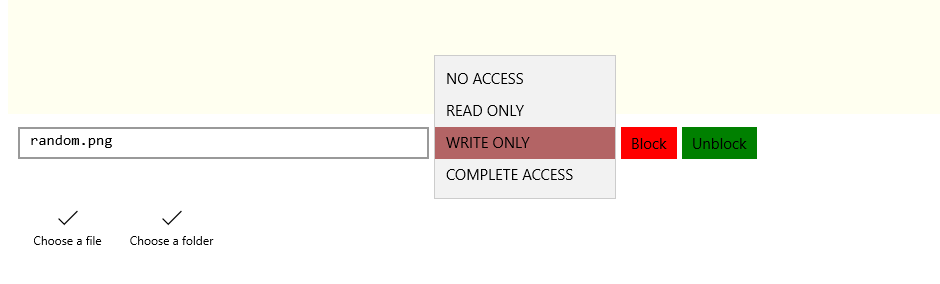 NO ACCESS
READ ONLY
random.png
WRITE ONLY
Block
Unblock
COMPLETE ACCESS
Choose a file
Choose a folder